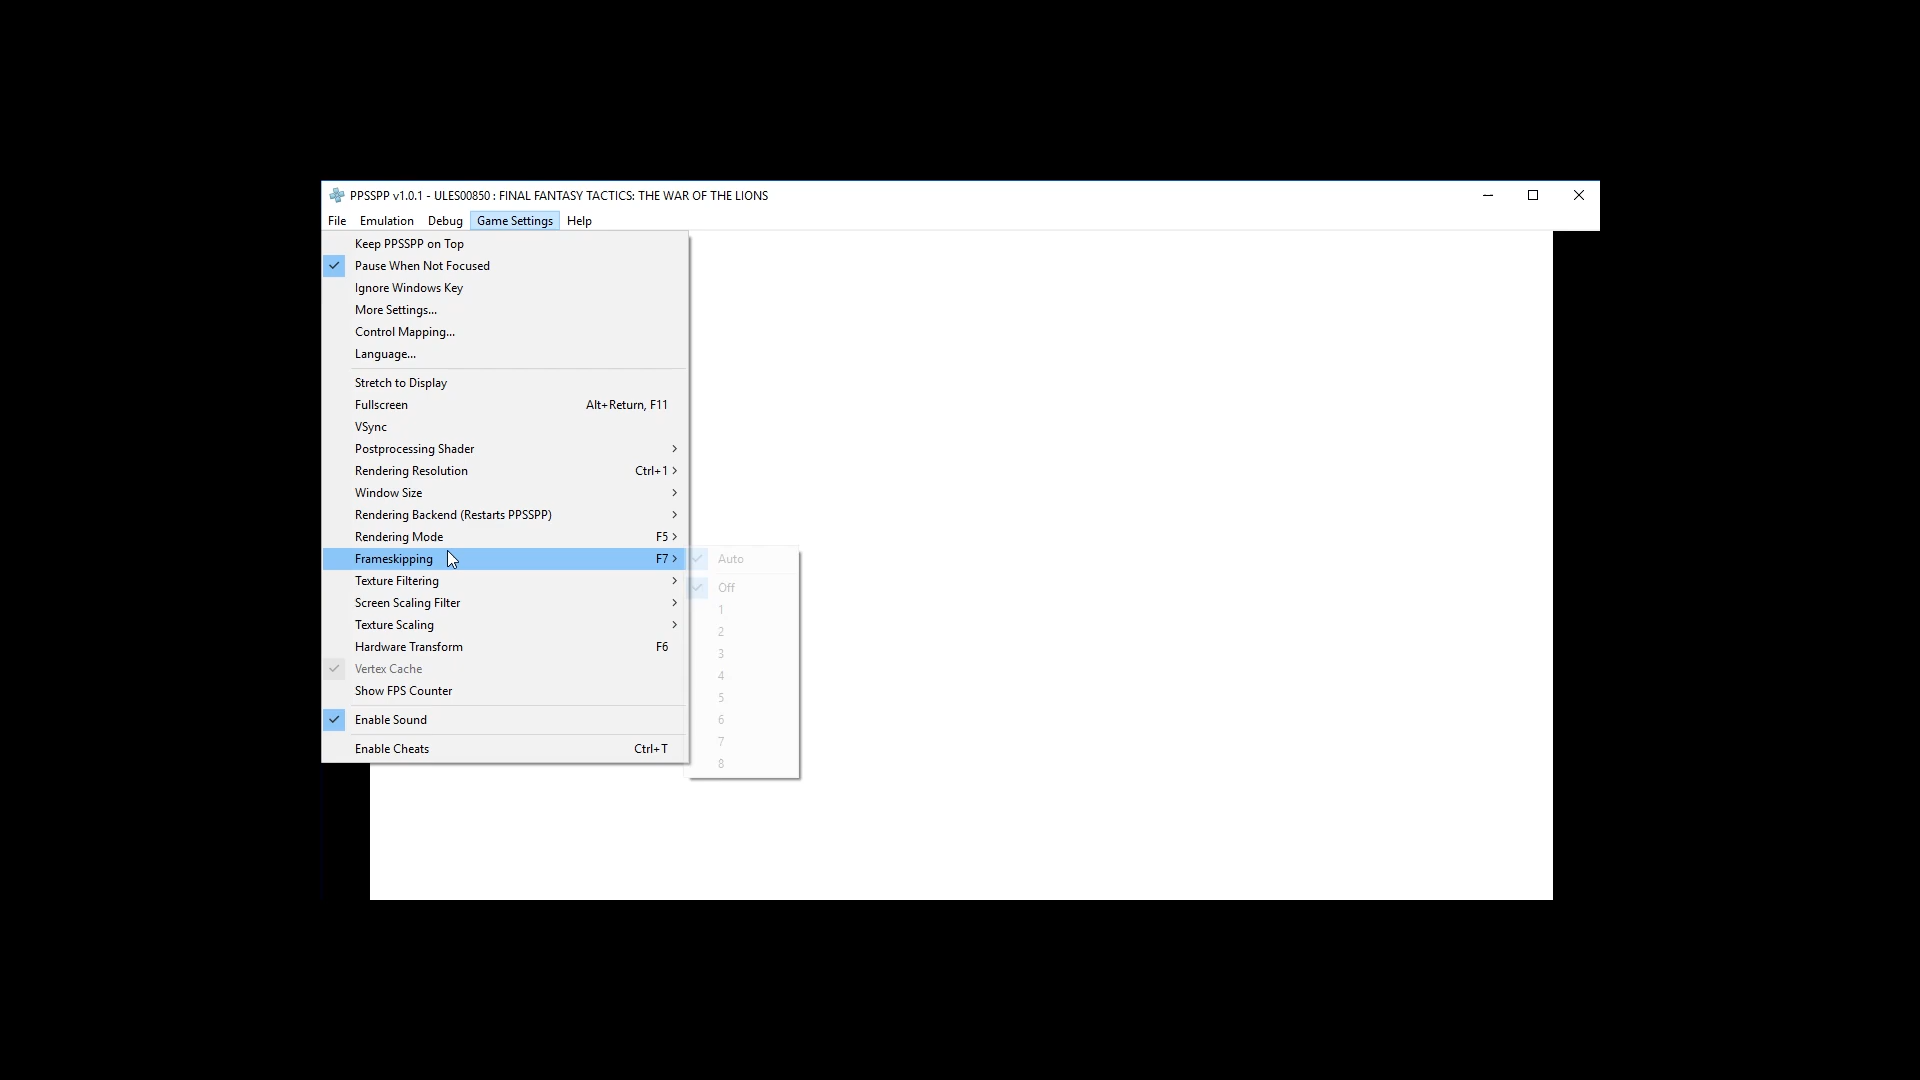 PPSSPP v1.0.1 - ULES00850 : FINAL FANTASY TACTICS: THE WAR OF THE LIONS
File Emulation Debug Game Settings Help
Keep PPSSPP on Top
Pause When Not Focused
Ignore Windows Key
More Settings...
Control Mapping...
Language...
Stretch to Display
Fullscreen Alt+Return, F11
VSync
Postprocessing Shader
Rendering Resolution Ctrl+1
Window Size
Rendering Backend (Restarts PPSSPP)
Rendering Mode F5
Frameskipping F7
Texture Filtering
Screen Scaling Filter
Texture Scaling
Hardware Transform F6
Vertex Cache
Show FPS Counter
Enable Sound
Enable Cheats Ctrl+T
Auto
Off
1
2
3
4
5
6
7
8